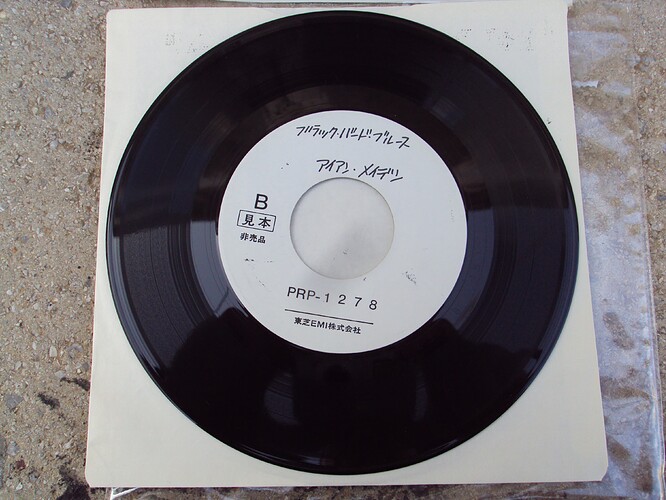 ブラック・バード・ブルース
アイアン・メイデン
B
見本
非売品
PRP-1278
東芝EMI株式会社